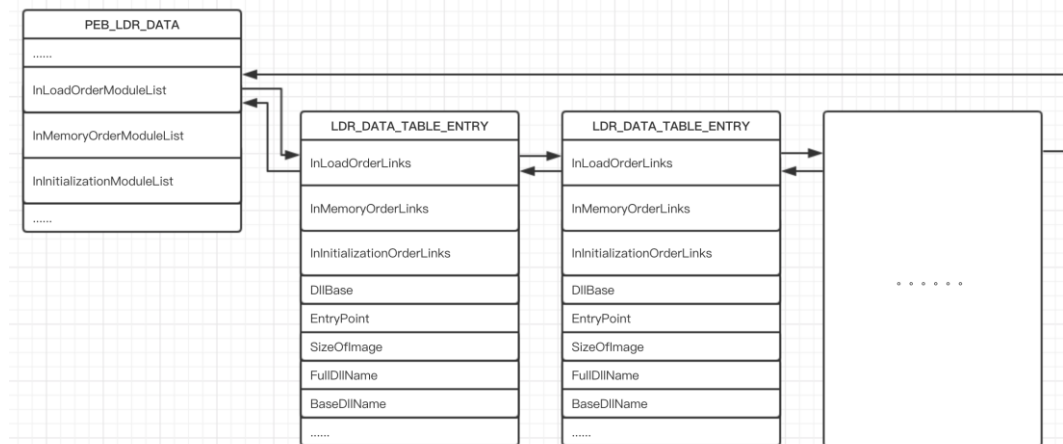 PEB_LDR_DATA
......
InLoadOrderModuleList
InMemoryOrderModuleList
InInitializationModuleList
......
LDR_DATA_TABLE_ENTRY
InLoadOrderLinks
InMemoryOrderLinks
InInitializationOrderLinks
DllBase
EntryPoint
SizeOfImage
FullDllName
BaseDllName
......
LDR_DATA_TABLE_ENTRY
InLoadOrderLinks
InMemoryOrderLinks
InInitializationOrderLinks
DllBase
EntryPoint
SizeOfImage
FullDllName
BaseDllName
......
。。。。。。